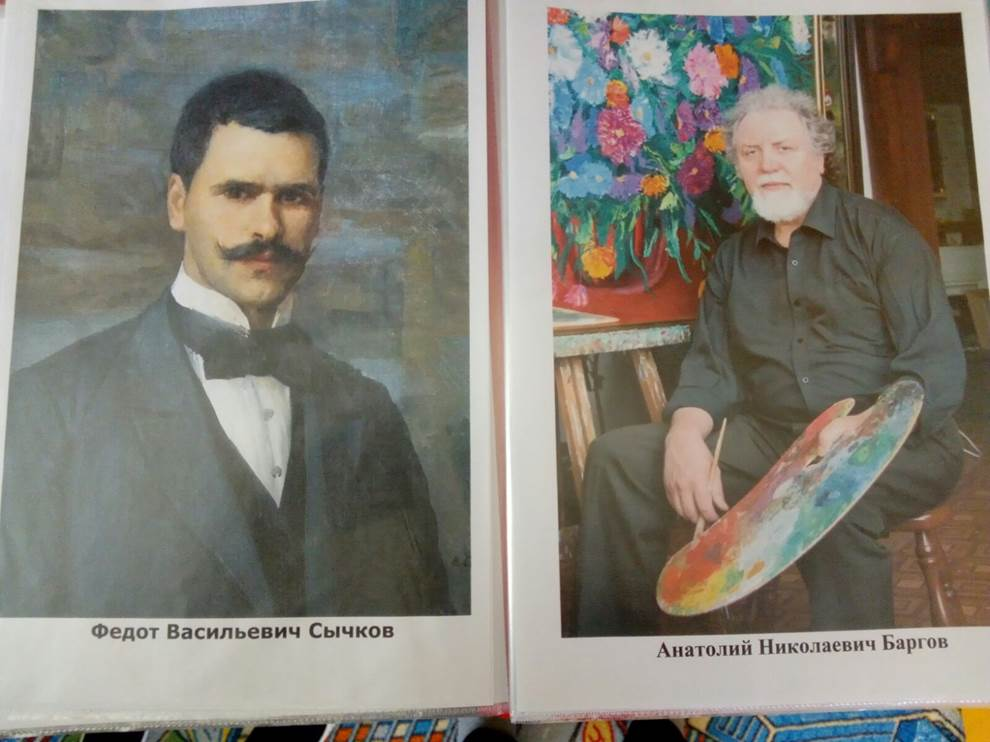 Федот Васильевич Сычков
Анатолий Николаевич Баргов